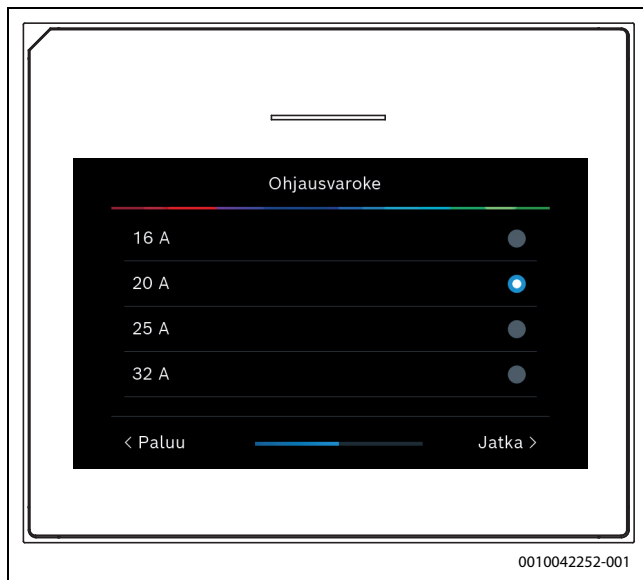 Ohjausvaroke
16 A
20 A
25 A
32 A
< Paluu Jatka >
0010042252-001